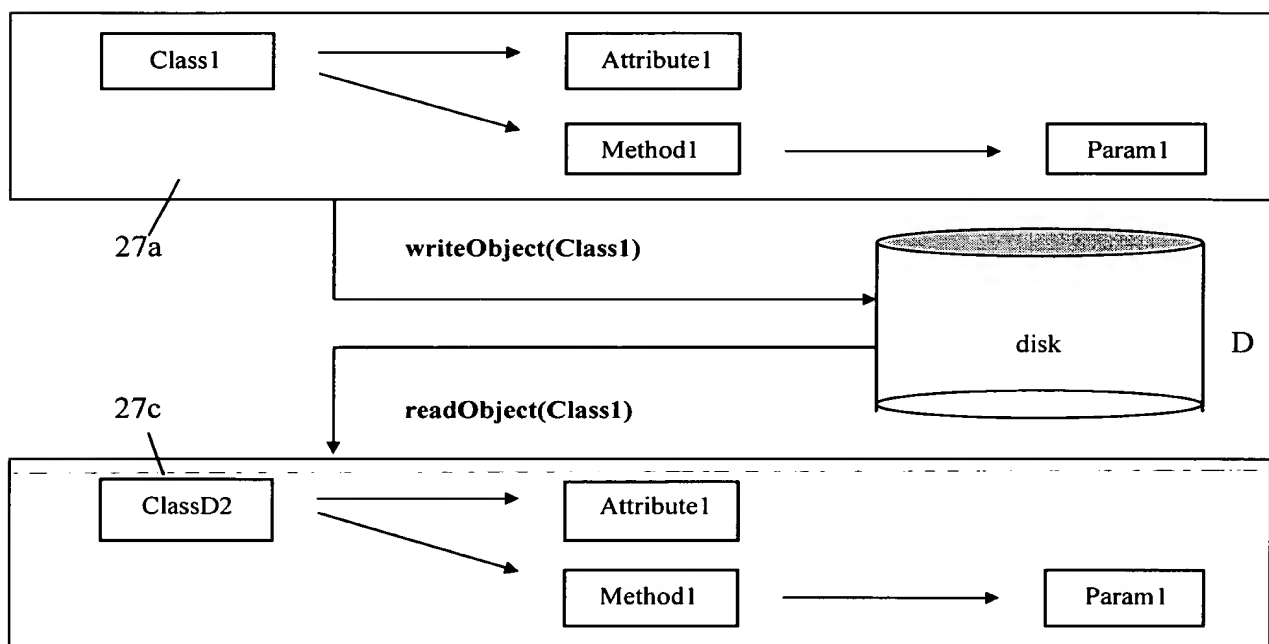 Class1
Attribute1
Method1
Param1
27a
writeObject(Class1)
disk
D
27c
readObject(Class1)
ClassD2
Attribute1
Method1
Param1